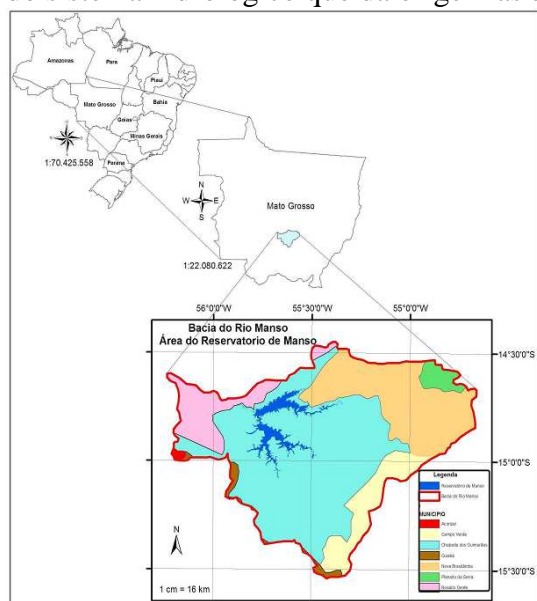 Amazonas
Para
Piaui
Mato Grosso
Bahia
Goias
Minas Gerais
Parana
1:70.425.558
N
W E
S
Mato Grosso
1:22.080.622
56°0'0"W
55°30'0"W
55°0'0"W
Bacia do Rio Manso
Área do Reservatorio de Manso
14°30'0"S
15°0'0"S
15°30'0"S
N
1 cm = 16 km
Legenda
Reservatorio de Manso
Bacia do Rio Manso
MUNICIPIO
Acorizal
Campo Verde
Chapada dos Guimarães
Cuiaba
Nova Brasilândia
Planalto da Serra
Rosário Oeste